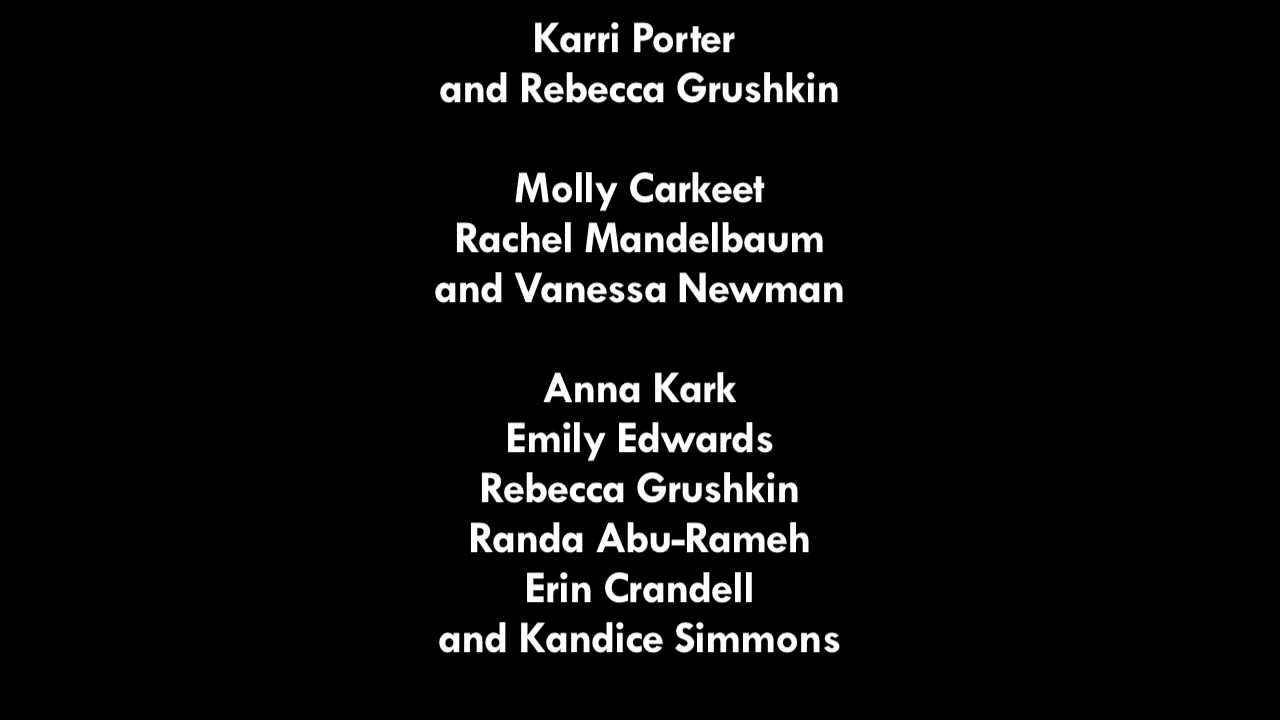 Karri Porter
and Rebecca Grushkin
Molly Carkeet
Rachel Mandelbaum
and Vanessa Newman
Anna Kark
Emily Edwards
Rebecca Grushkin
Randa Abu-Rameh
Erin Crandell
and Kandice Simmons